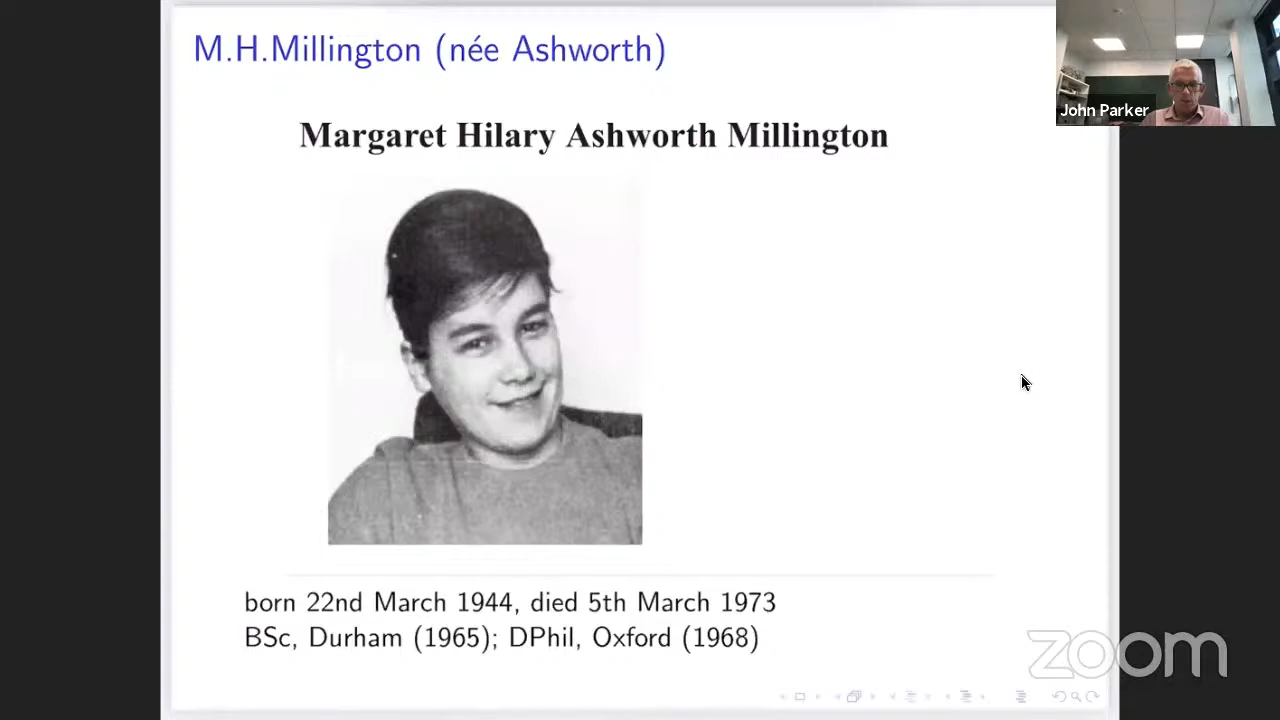 M.H.Millington (née Ashworth)
John Parker
Margaret Hilary Ashworth Millington
born 22nd March 1944, died 5th March 1973
BSc, Durham (1965); DPhil, Oxford (1968)
zoom